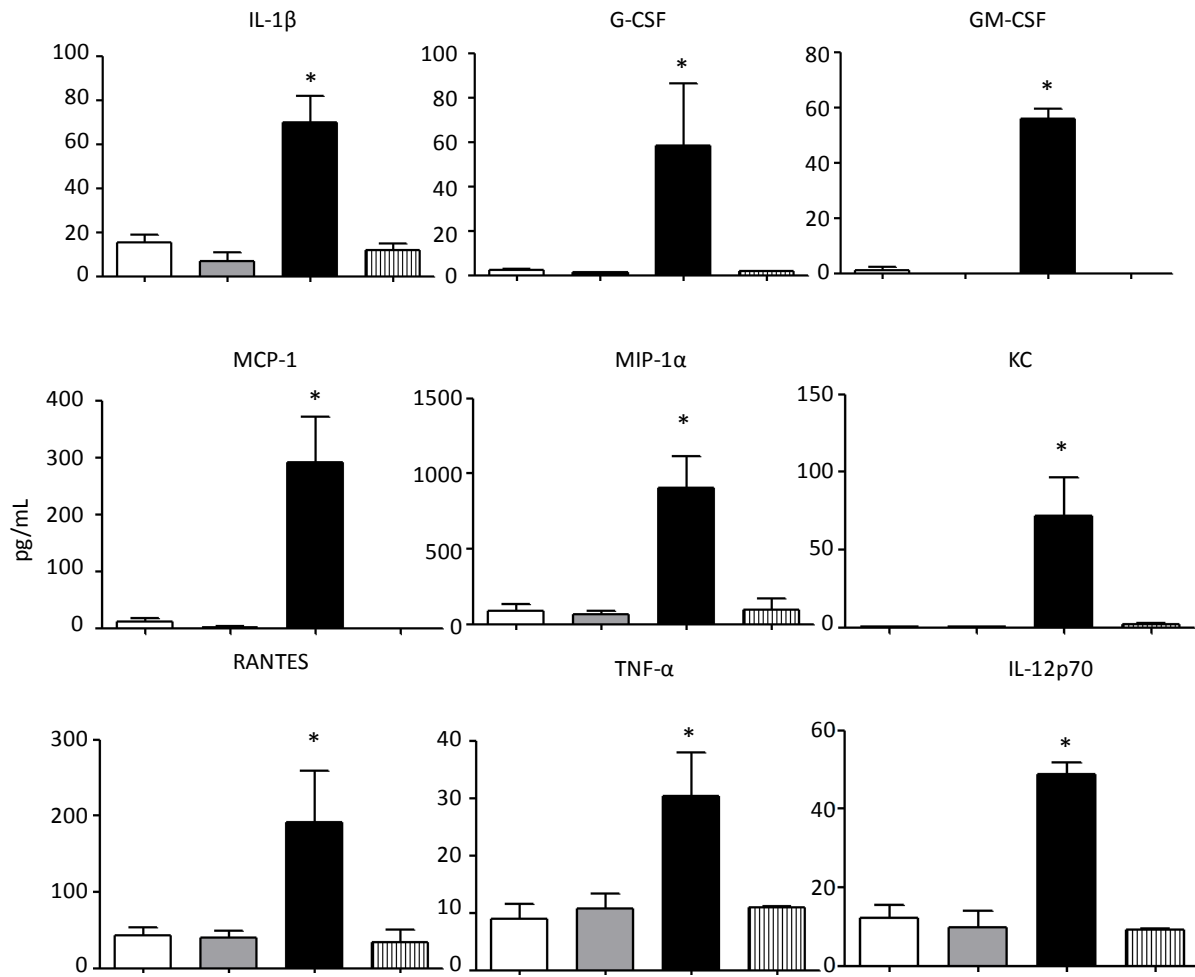 IL-1β G-CSF GM-CSF
100 100 80
80 80 60
60 60 40
40 40 20
20 20 0
0 0
* * *
MCP-1 MIP-1α KC
400 1500 150
300 1000 100
200 500 50
100 0 0
0
* * *
pg/mL
RANTES TNF-α IL-12p70
300 40 60
200 30 40
100 20 20
0 10 0
0
* * *